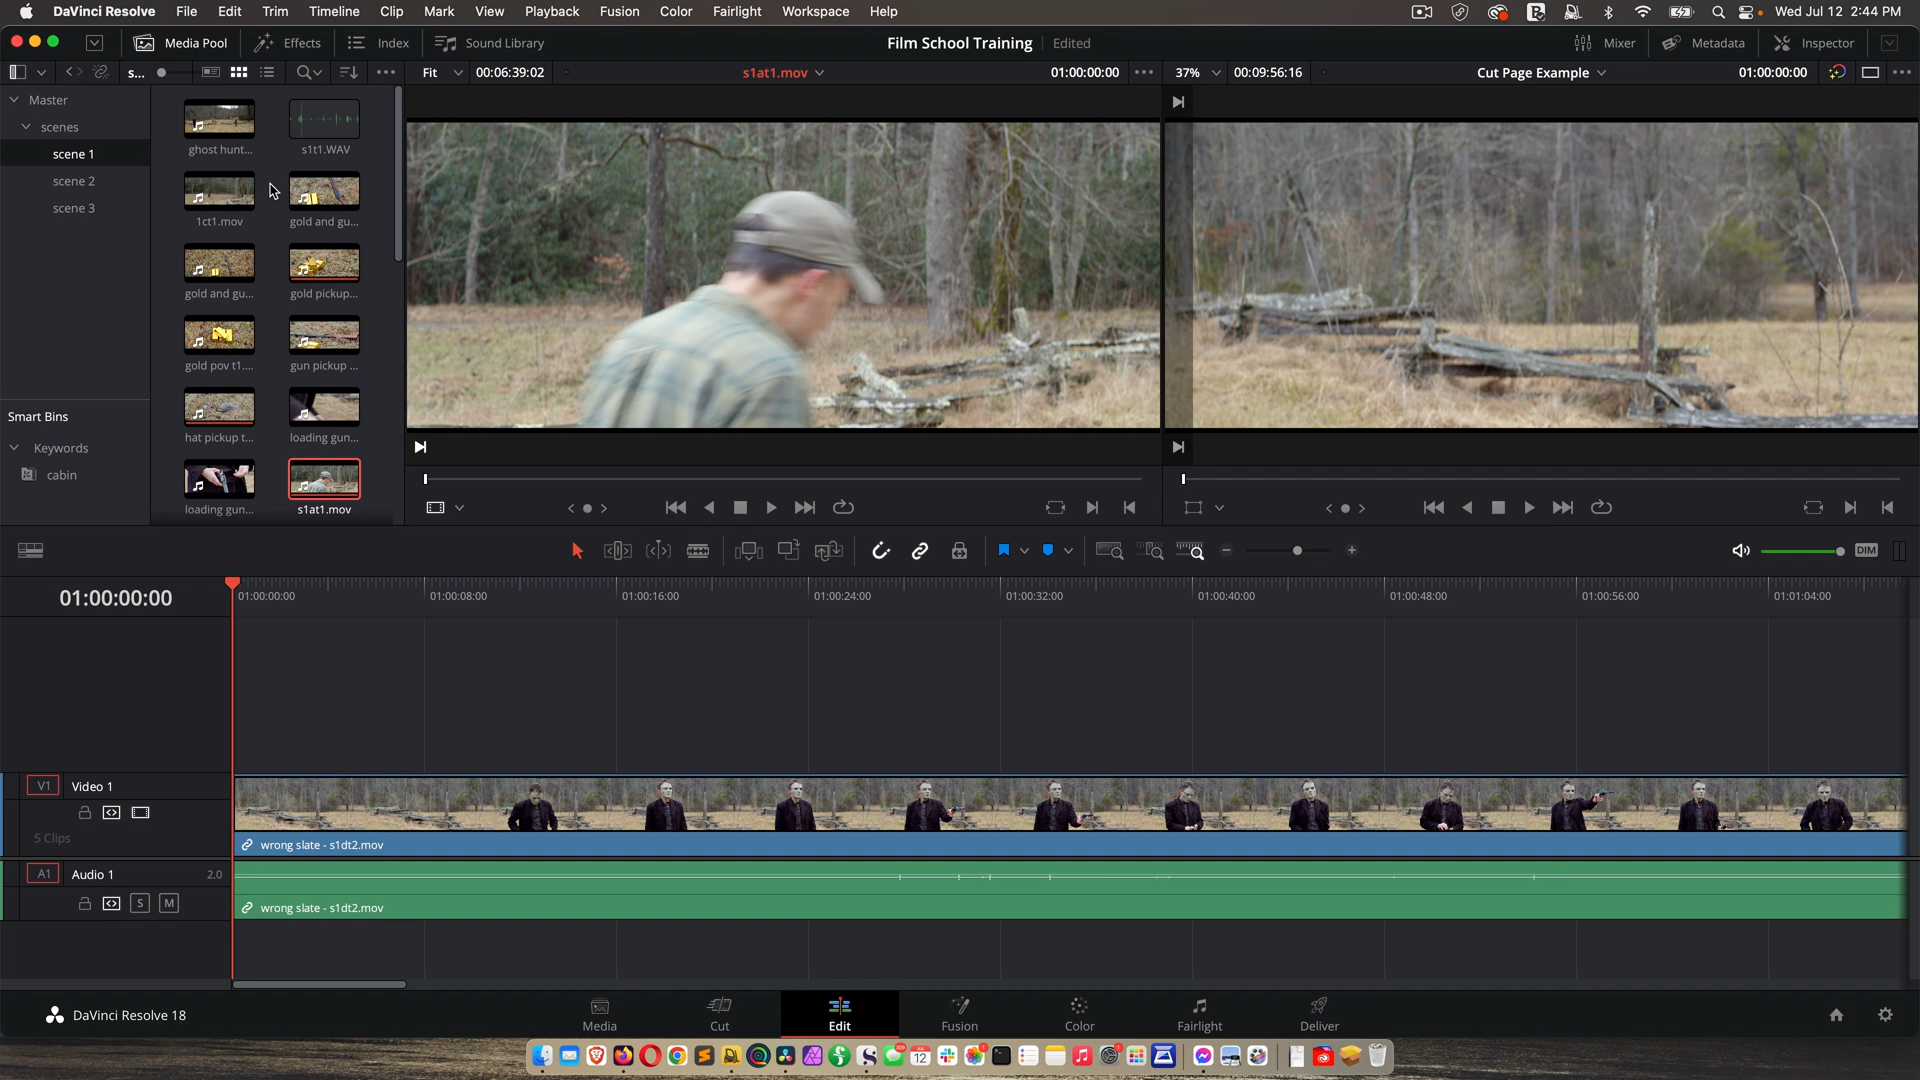 DaVinci Resolve File Edit Trim Timeline Clip Mark View Playback Fusion Color Fairlight Workspace Help Wed Jul 12 2:44 PM
Media Pool Effects Index Sound Library Film School Training Edited Mixer Metadata Inspector
s... Fit 00:06:39:02 s1at1.mov 01:00:00:00 37% 00:09:56:16 Cut Page Example 01:00:00:00
Master
scenes
scene 1
scene 2
scene 3
ghost hunt... s1t1.WAV
1ct1.mov gold and gu...
gold and gu... gold pickup...
gold pov t1.... gun pickup ...
hat pickup t... loading gun...
loading gun... s1at1.mov
Smart Bins
Keywords
cabin
DIM
01:00:00:00
01:00:00:00 01:00:08:00 01:00:16:00 01:00:24:00 01:00:32:00 01:00:40:00 01:00:48:00 01:00:56:00 01:01:04:00
V1 Video 1
5 Clips
wrong slate - s1dt2.mov
A1 Audio 1 2.0
S M
wrong slate - s1dt2.mov
DaVinci Resolve 18
Media Cut Edit Fusion Color Fairlight Deliver
12